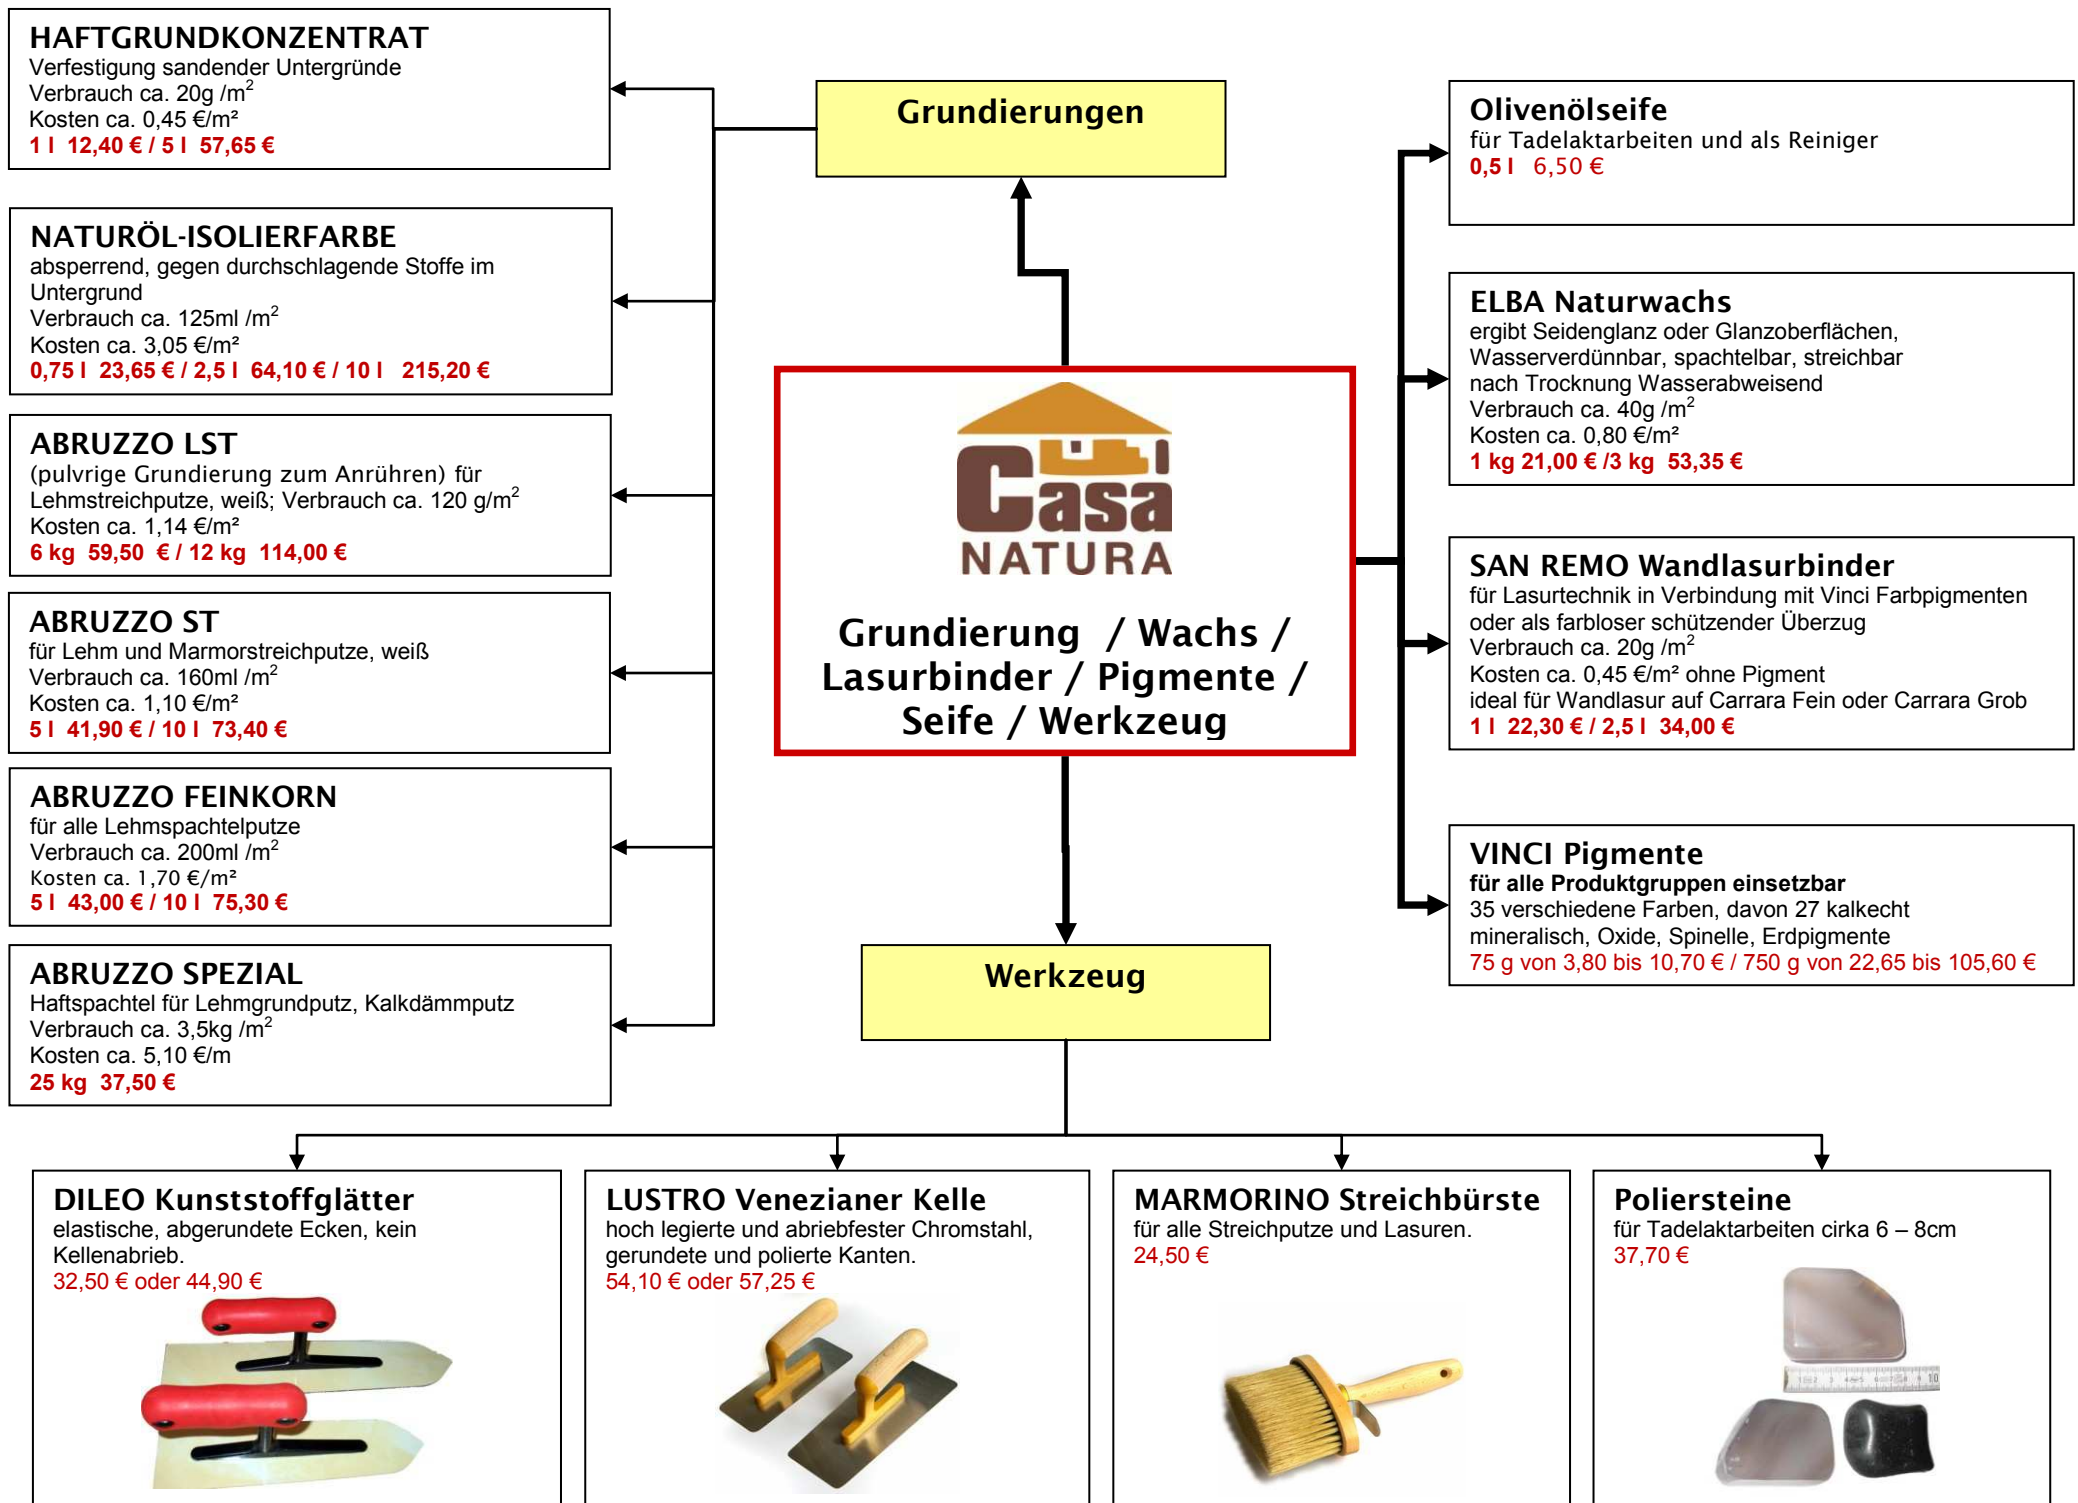 HAFTGRUNDKONZENTRAT
Verfestigung sandender Untergründe
Verbrauch ca. 20g /m²
Kosten ca. 0,45 €/m²
1 l 12,40 € / 5 l 57,65 €
NATURÖL-ISOLIERFARBE
absperrend, gegen durchschlagende Stoffe im
Untergrund
Verbrauch ca. 125ml /m²
Kosten ca. 3,05 €/m²
0,75 l 23,65 € / 2,5 l 64,10 € / 10 l 215,20 €
ABRUZZO LST
(pulvrige Grundierung zum Anrühren) für
Lehmstreichputze, weiß; Verbrauch ca. 120 g/m²
Kosten ca. 1,14 €/m²
6 kg 59,50 € / 12 kg 114,00 €
ABRUZZO ST
für Lehm und Marmorstreichputze, weiß
Verbrauch ca. 160ml /m²
Kosten ca. 1,10 €/m²
5 l 41,90 € / 10 l 73,40 €
ABRUZZO FEINKORN
für alle Lehmspachtelputze
Verbrauch ca. 200ml /m²
Kosten ca. 1,70 €/m²
5 l 43,00 € / 10 l 75,30 €
ABRUZZO SPEZIAL
Haftspachtel für Lehmgrundputz, Kalkdämmputz
Verbrauch ca. 3,5kg /m²
Kosten ca. 5,10 €/m
25 kg 37,50 €
Grundierungen
Casa
NATURA
Grundierung / Wachs /
Lasurbinder / Pigmente /
Seife / Werkzeug
Werkzeug
Olivenölseife
für Tadelaktarbeiten und als Reiniger
0,5 l 6,50 €
ELBA Naturwachs
ergibt Seidenglanz oder Glanzoberflächen,
Wasserverdünnbar, spachtelbar, streichbar
nach Trocknung Wasserabweisend
Verbrauch ca. 40g /m²
Kosten ca. 0,80 €/m²
1 kg 21,00 € /3 kg 53,35 €
SAN REMO Wandlasurbinder
für Lasurtechnik in Verbindung mit Vinci Farbpigmenten
oder als farbloser schützender Überzug
Verbrauch ca. 20g /m²
Kosten ca. 0,45 €/m² ohne Pigment
ideal für Wandlasur auf Carrara Fein oder Carrara Grob
1 l 22,30 € / 2,5 l 34,00 €
VINCI Pigmente
für alle Produktgruppen einsetzbar
35 verschiedene Farben, davon 27 kalkecht
mineralisch, Oxide, Spinelle, Erdpigmente
75 g von 3,80 bis 10,70 € / 750 g von 22,65 bis 105,60 €
DILEO Kunststoffglätter
elastische, abgerundete Ecken, kein
Kellenabrieb.
32,50 € oder 44,90 €
LUSTRO Venezianer Kelle
hoch legierte und abriebfester Chromstahl,
gerundete und polierte Kanten.
54,10 € oder 57,25 €
MARMORINO Streichbürste
für alle Streichputze und Lasuren.
24,50 €
Poliersteine
für Tadelaktarbeiten cirka 6 – 8cm
37,70 €